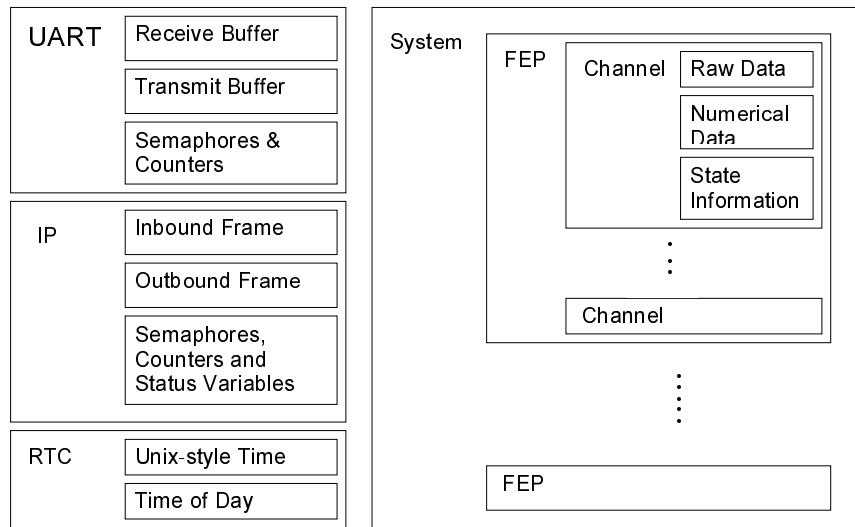 UART
Receive Buffer
Transmit Buffer
Semaphores &
Counters
IP
Inbound Frame
Outbound Frame
Semaphores,
Counters and
Status Variables
RTC
Unix-style Time
Time of Day
System
FEP
Channel
Raw Data
Numerical
Data
State
Information
Channel
FEP